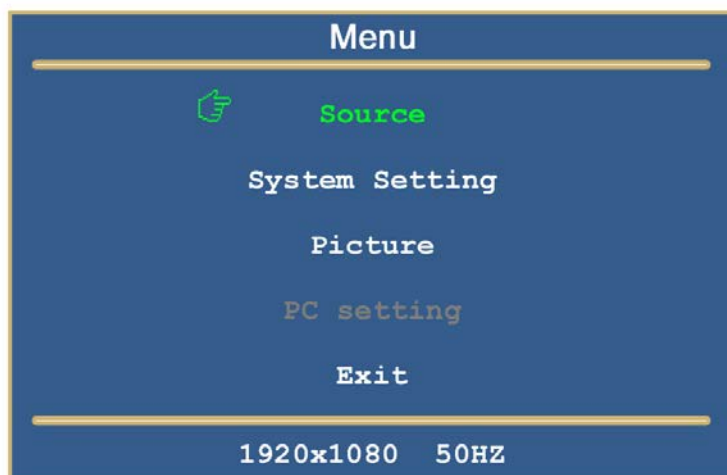 Menu
Source
System Setting
Picture
PC setting
Exit
1920x1080 50HZ